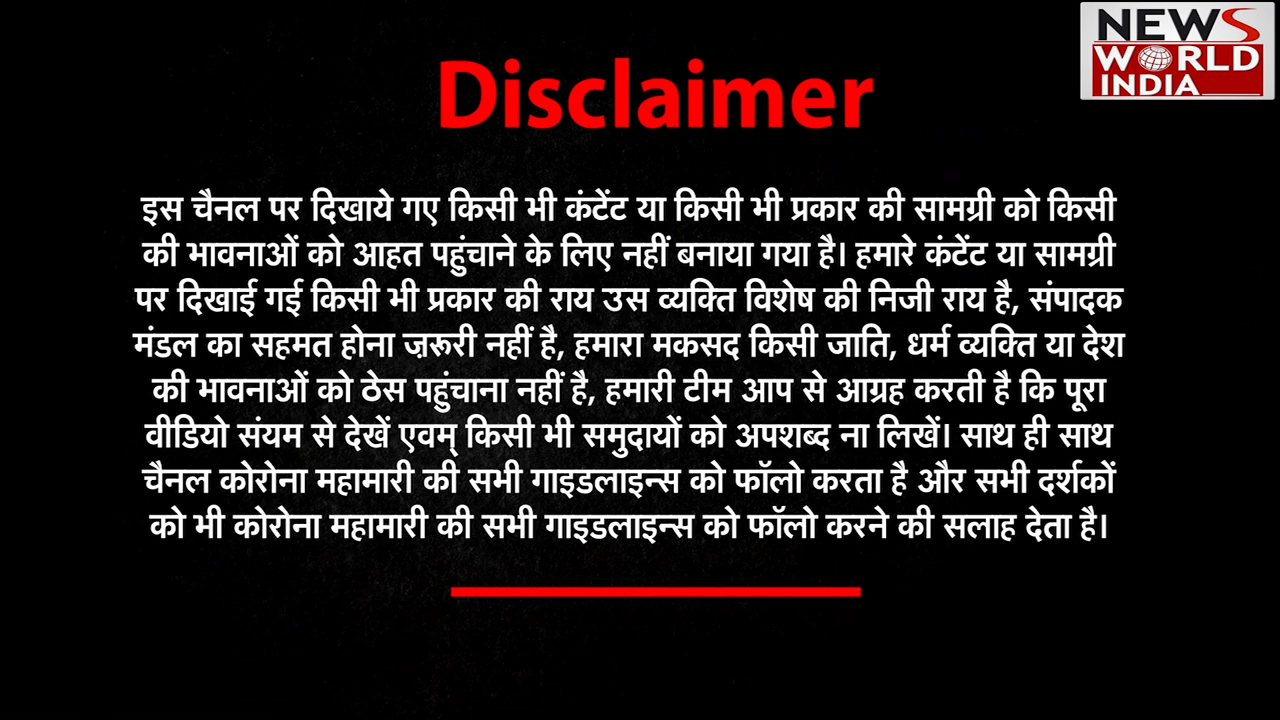 NEWS
WORLD
INDIA
Disclaimer
इस चैनल पर दिखाये गए किसी भी कंटेंट या किसी भी प्रकार की सामग्री को किसी
की भावनाओं को आहत पहुंचाने के लिए नहीं बनाया गया है। हमारे कंटेंट या सामग्री
पर दिखाई गई किसी भी प्रकार की राय उस व्यक्ति विशेष की निजी राय है, संपादक
मंडल का सहमत होना ज़रूरी नहीं है, हमारा मकसद किसी जाति, धर्म व्यक्ति या देश
की भावनाओं को ठेस पहुंचाना नहीं है, हमारी टीम आप से आग्रह करती है कि पूरा
वीडियो संयम से देखें एवम् किसी भी समुदायों को अपशब्द ना लिखें। साथ ही साथ
चैनल कोरोना महामारी की सभी गाइडलाइन्स को फॉलो करता है और सभी दर्शकों
को भी कोरोना महामारी की सभी गाइडलाइन्स को फॉलो करने की सलाह देता है।